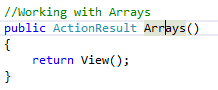 //Working with Arrays
public ActionResult Arrays()
{
    return View();
}